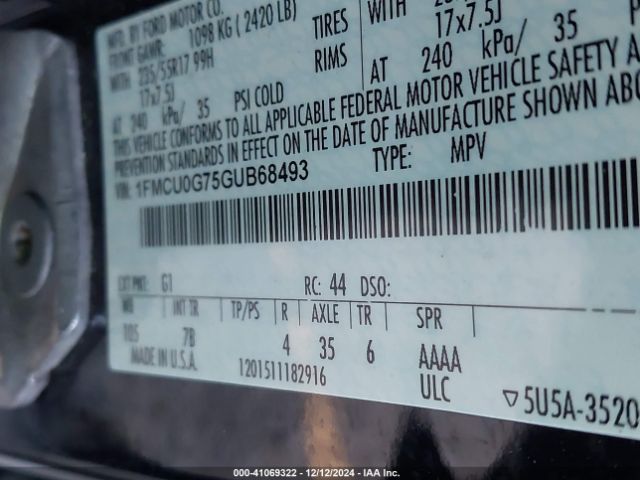 MFD. BY FORD MOTOR CO.
FRONT GAWR: 1098 KG ( 2420 LB) WITH
WITH 235/55R17 99H TIRES 17x7.5J
17x7.5J RIMS AT 240 kPa/ 35
AT 240 kPa/ 35 PSI COLD
THIS VEHICLE CONFORMS TO ALL APPLICABLE FEDERAL MOTOR VEHICLE SAFETY
PREVENTION STANDARDS IN EFFECT ON THE DATE OF MANUFACTURE SHOWN ABO
VIN: 1FMCU0G75GUB68493 TYPE: MPV
EXT PNT: G1 RC: 44 DSO:
WB INT TR TP/PS R AXLE TR SPR
105 7B 4 35 6 AAAA
MADE IN U.S.A. 1201511182916 ULC
5U5A-3520
000-41069322 - 12/12/2024 - IAA Inc.